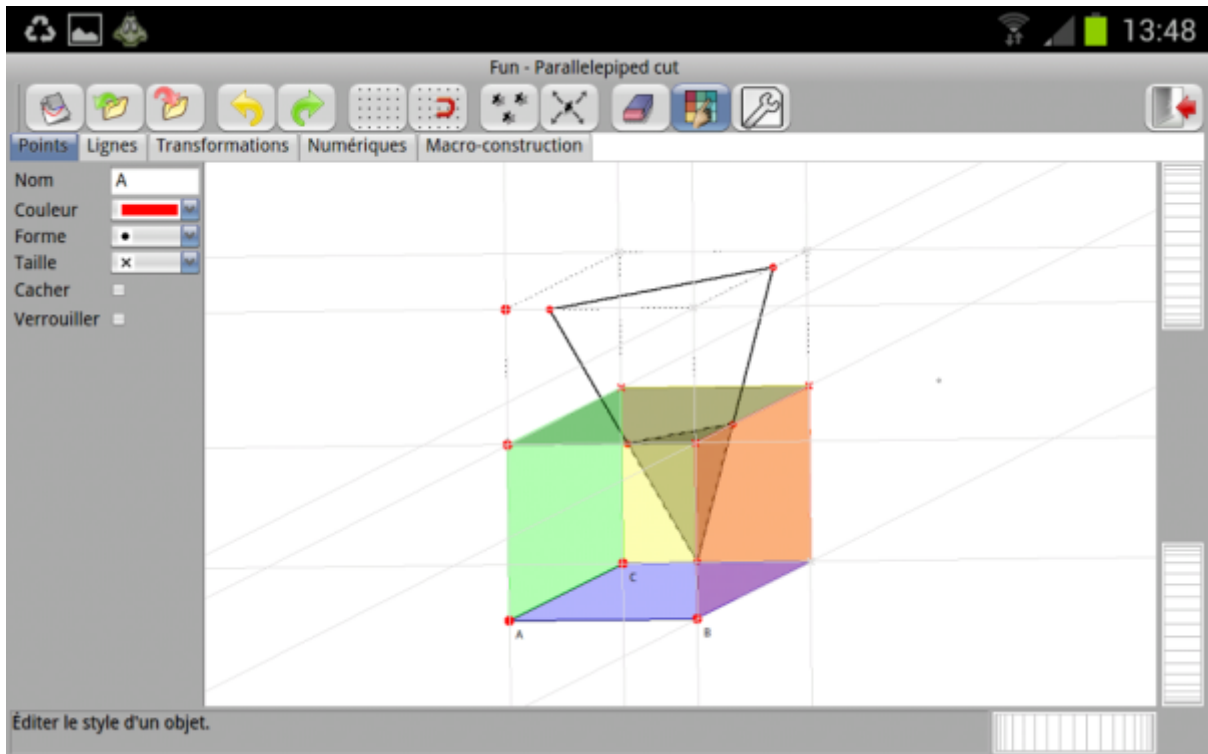 13:48
Fun - Parallelepiped cut
Points Lignes Transformations Numériques Macro-construction
Nom A
Couleur
Forme
Taille
Cacher
Verrouiller
C
A B
Éditer le style d'un objet.